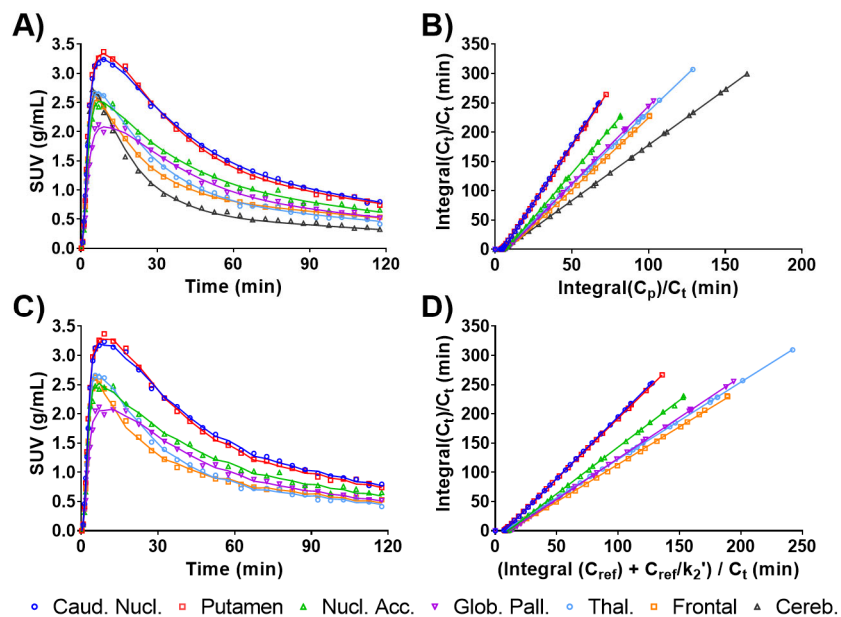 A)
B)
SUV (g/mL)
3.5
3.0
2.5
2.0
1.5
1.0
0.5
0.0
0 30 60 90 120
Time (min)
Integral(Ct)/Ct (min)
350
300
250
200
150
100
50
0
0 50 100 150 200
Integral(Cp)/Ct (min)
C)
D)
SUV (g/mL)
3.5
3.0
2.5
2.0
1.5
1.0
0.5
0.0
0 30 60 90 120
Time (min)
Integral(Ct)/Ct (min)
350
300
250
200
150
100
50
0
0 50 100 150 200 250
(Integral (Cref) + Cref/k2') / Ct (min)
Caud. Nucl. Putamen Nucl. Acc. Glob. Pall. Thal. Frontal Cereb.